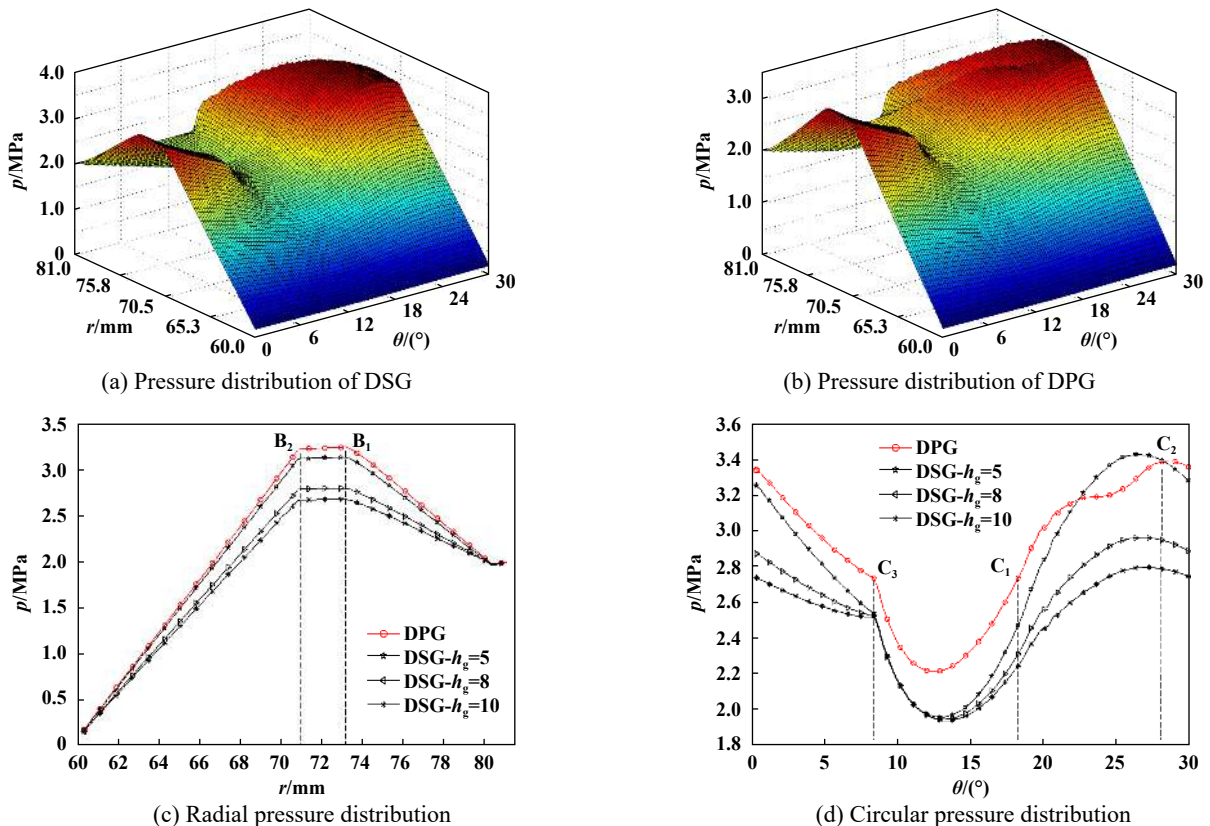 4.0
3.0
2.0
1.0
0
p/MPa
81.0
75.8
70.5
65.3
60.0
r/mm
0
6
12
18
24
30
θ/(°)
(a) Pressure distribution of DSG
3.0
2.0
1.0
0
p/MPa
81.0
75.8
70.5
65.3
60.0
r/mm
0
6
12
18
24
30
θ/(°)
(b) Pressure distribution of DPG
3.5
3.0
2.5
2.0
1.5
1.0
0.5
0
p/MPa
B₂
B₁
DPG
DSG-h_g=5
DSG-h_g=8
DSG-h_g=10
60 62 64 66 68 70 72 74 76 78 80
r/mm
(c) Radial pressure distribution
3.6
3.4
3.2
3.0
2.8
2.6
2.4
2.2
2.0
1.8
p/MPa
DPG
DSG-h_g=5
DSG-h_g=8
DSG-h_g=10
C₂
C₃
C₁
0 5 10 15 20 25 30
θ/(°)
(d) Circular pressure distribution